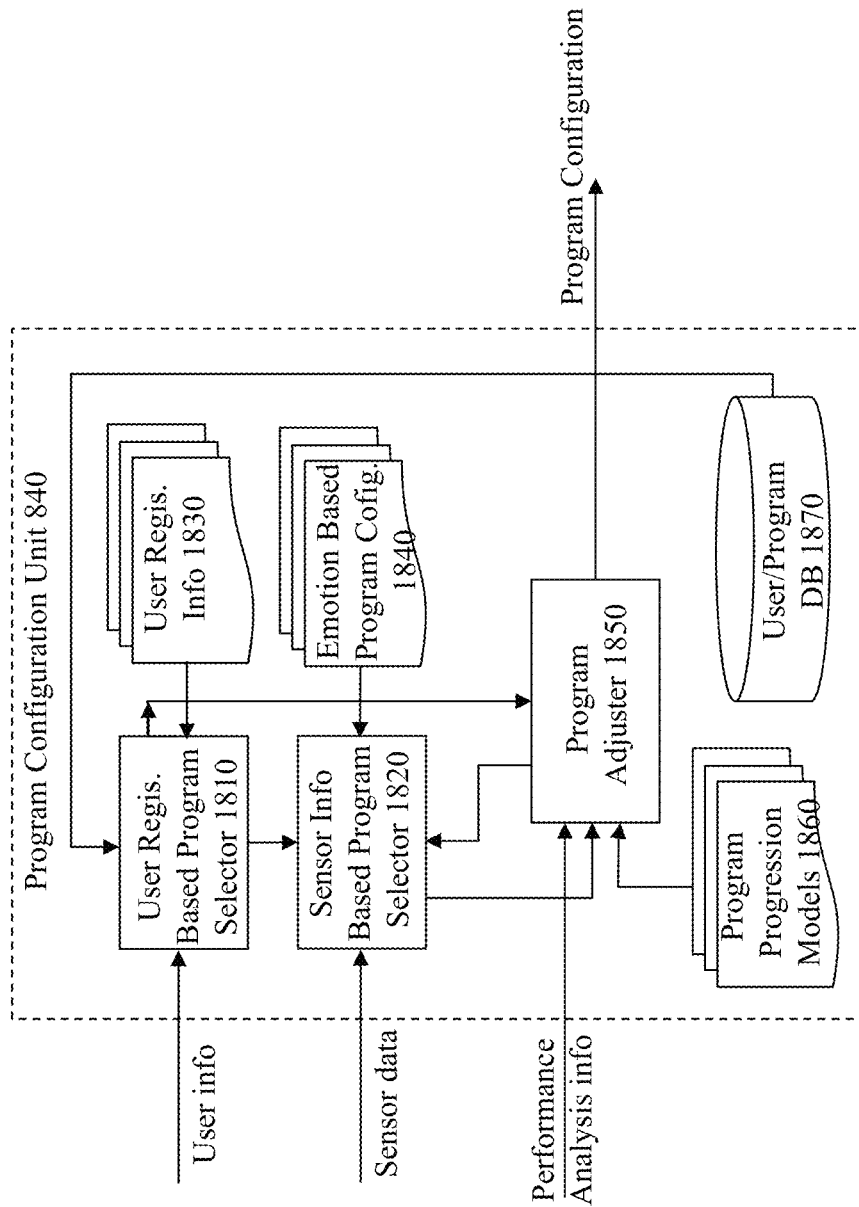 Program Configuration Unit 840
User info
User Regis.
Based Program
Selector 1810
User Regis.
Info 1830
Sensor data
Sensor Info
Based Program
Selector 1820
Emotion Based
Program Cofig.
1840
Performance
Analysis info
Program
Adjuster 1850
Program Configuration
Program
Progression
Models 1860
User/Program
DB 1870